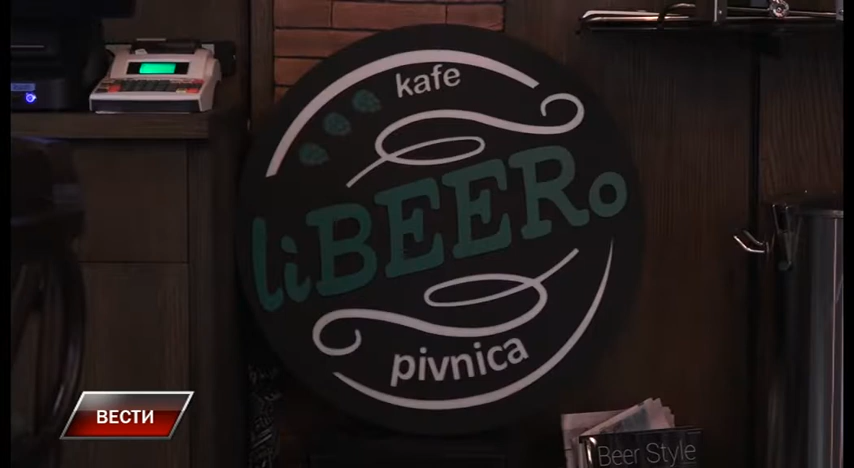 kafe
liBEERo
pivnica
ВЕСТИ
Beer Style